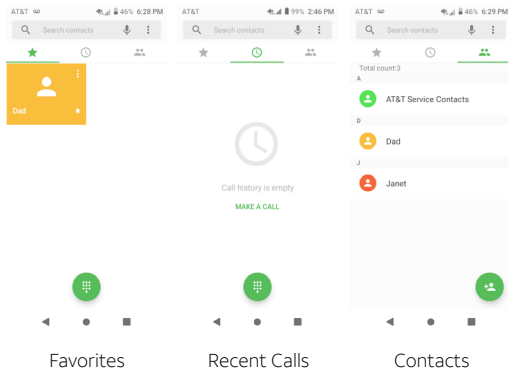 AT&T 46% 6:28 PM
Search contacts
Dad
Favorites
AT&T 99% 2:46 PM
Search contacts
Call history is empty
MAKE A CALL
Recent Calls
AT&T 46% 6:29 PM
Search contacts
Total count:3
A
AT&T Service Contacts
D
Dad
J
Janet
Contacts